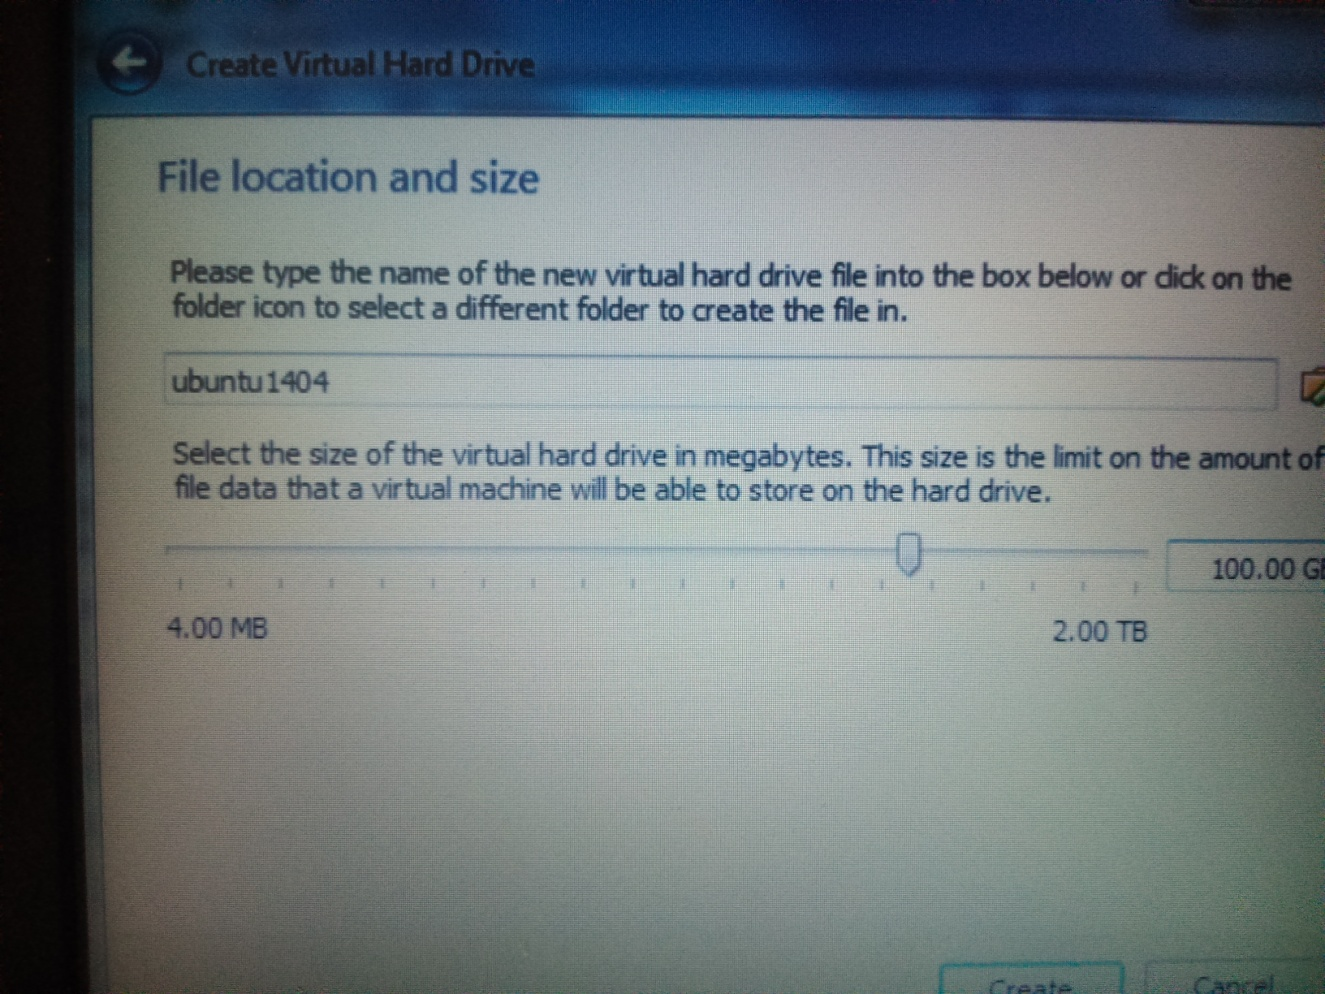 Create Virtual Hard Drive
File location and size
Please type the name of the new virtual hard drive file into the box below or click on the
folder icon to select a different folder to create the file in.
ubuntu1404
Select the size of the virtual hard drive in megabytes. This size is the limit on the amount of
file data that a virtual machine will be able to store on the hard drive.
100.00 GB
4.00 MB 2.00 TB
Create Cancel